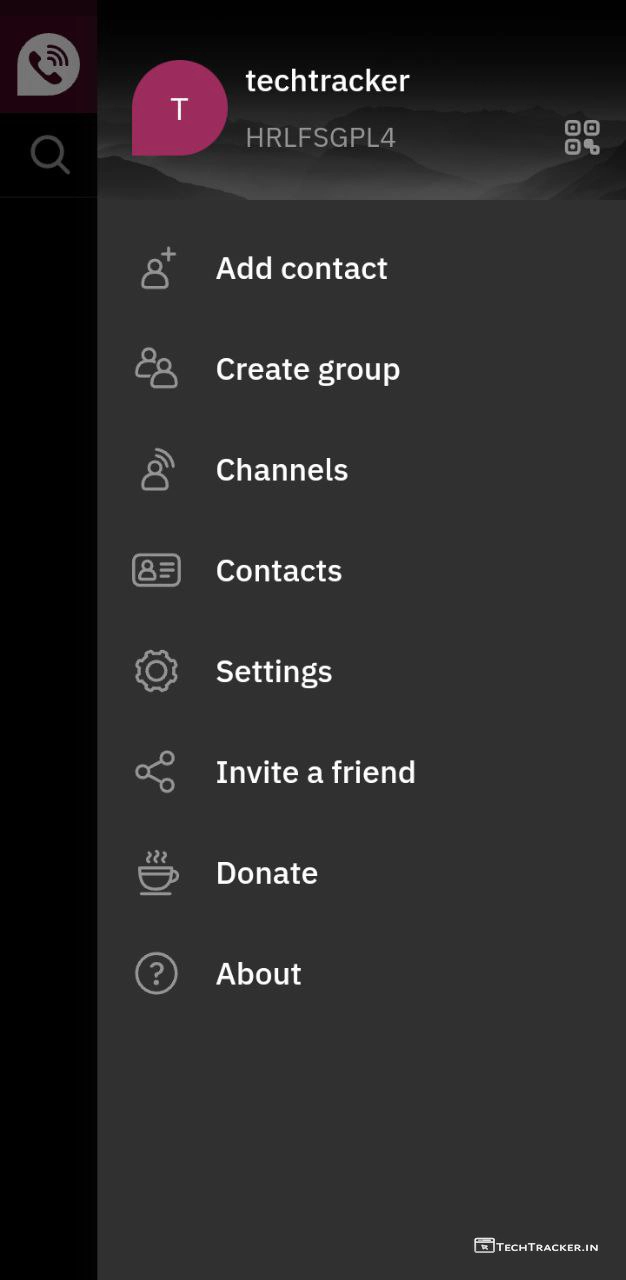 T
techtracker
HRLFSGPL4
Add contact
Create group
Channels
Contacts
Settings
Invite a friend
Donate
About
TECHTRACKER.IN